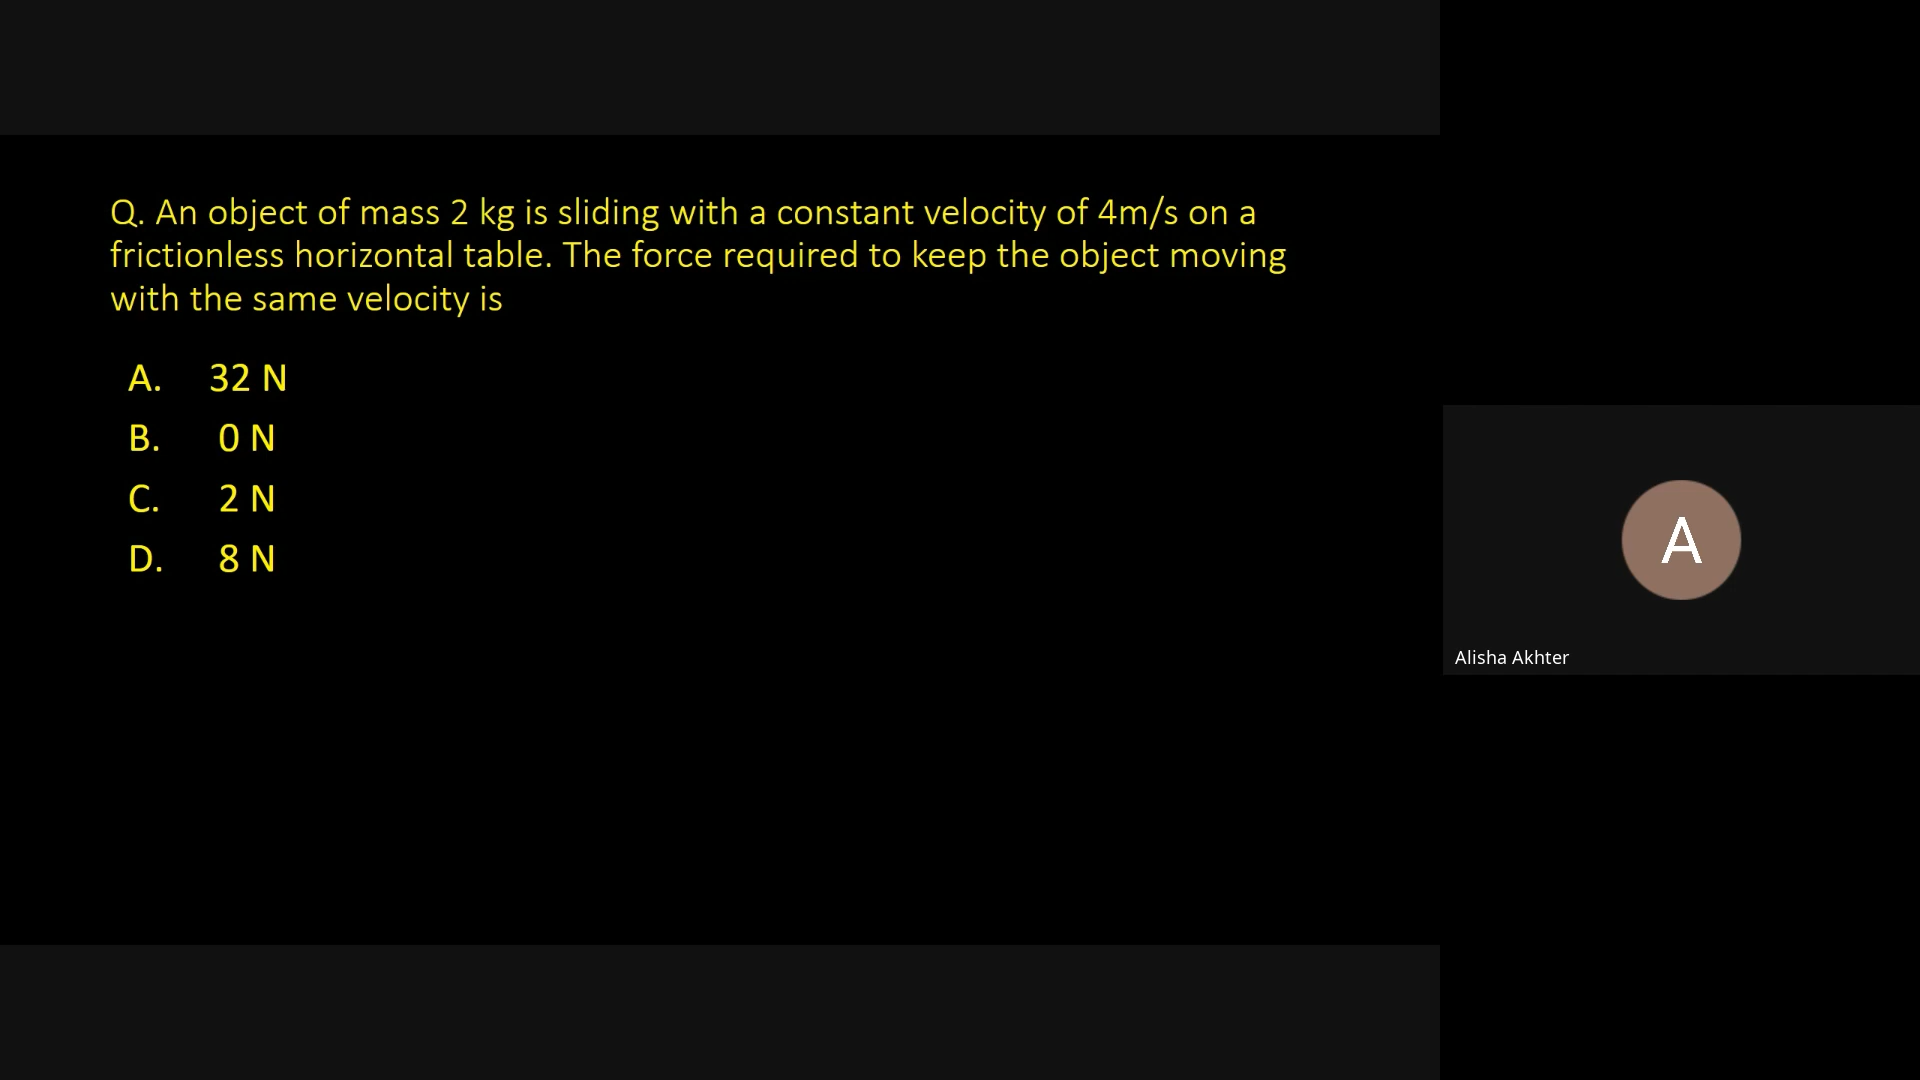 Q. An object of mass 2 kg is sliding with a constant velocity of 4m/s on a
frictionless horizontal table. The force required to keep the object moving
with the same velocity is
A. 32 N
B. 0 N
C. 2 N
D. 8 N
A
Alisha Akhter